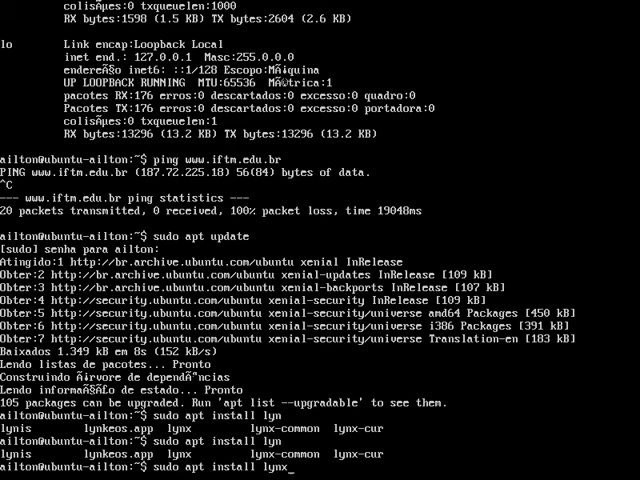 colisÃµes:0 txqueuelen:1000
RX bytes:1598 (1.5 KB) TX bytes:2604 (2.6 KB)
lo Link encap:Loopback Local
inet end.: 127.0.0.1 Masc:255.0.0.0
endereÃ§o inet6: ::1/128 Escopo:MÃ¡quina
UP LOOPBACK RUNNING MTU:65536 MÃ©trica:1
pacotes RX:176 erros:0 descartados:0 excesso:0 quadro:0
Pacotes TX:176 erros:0 descartados:0 excesso:0 portadora:0
colisÃµes:0 txqueuelen:1
RX bytes:13296 (13.2 KB) TX bytes:13296 (13.2 KB)
ailton@ubuntu-ailton:~$ ping www.iftm.edu.br
PING www.iftm.edu.br (187.72.225.18) 56(84) bytes of data.
^C
--- www.iftm.edu.br ping statistics ---
20 packets transmitted, 0 received, 100% packet loss, time 19048ms
ailton@ubuntu-ailton:~$ sudo apt update
[sudo] senha para ailton:
Atingido:1 http://br.archive.ubuntu.com/ubuntu xenial InRelease
Obter:2 http://br.archive.ubuntu.com/ubuntu xenial-updates InRelease [109 kB]
Obter:3 http://br.archive.ubuntu.com/ubuntu xenial-backports InRelease [107 kB]
Obter:4 http://security.ubuntu.com/ubuntu xenial-security InRelease [109 kB]
Obter:5 http://security.ubuntu.com/ubuntu xenial-security/universe amd64 Packages [450 kB]
Obter:6 http://security.ubuntu.com/ubuntu xenial-security/universe i386 Packages [391 kB]
Obter:7 http://security.ubuntu.com/ubuntu xenial-security/universe Translation-en [183 kB]
Baixados 1.349 kB em 8s (152 kB/s)
Lendo listas de pacotes... Pronto
Construindo Ã¡rvore de dependÃªncias
Lendo informaÃ§Ã£o de estado... Pronto
105 packages can be upgraded. Run 'apt list --upgradable' to see them.
ailton@ubuntu-ailton:~$ sudo apt install lyn
lynis lynkeos.app lynx lynx-common lynx-cur
ailton@ubuntu-ailton:~$ sudo apt install lyn
lynis lynkeos.app lynx lynx-common lynx-cur
ailton@ubuntu-ailton:~$ sudo apt install lynx_